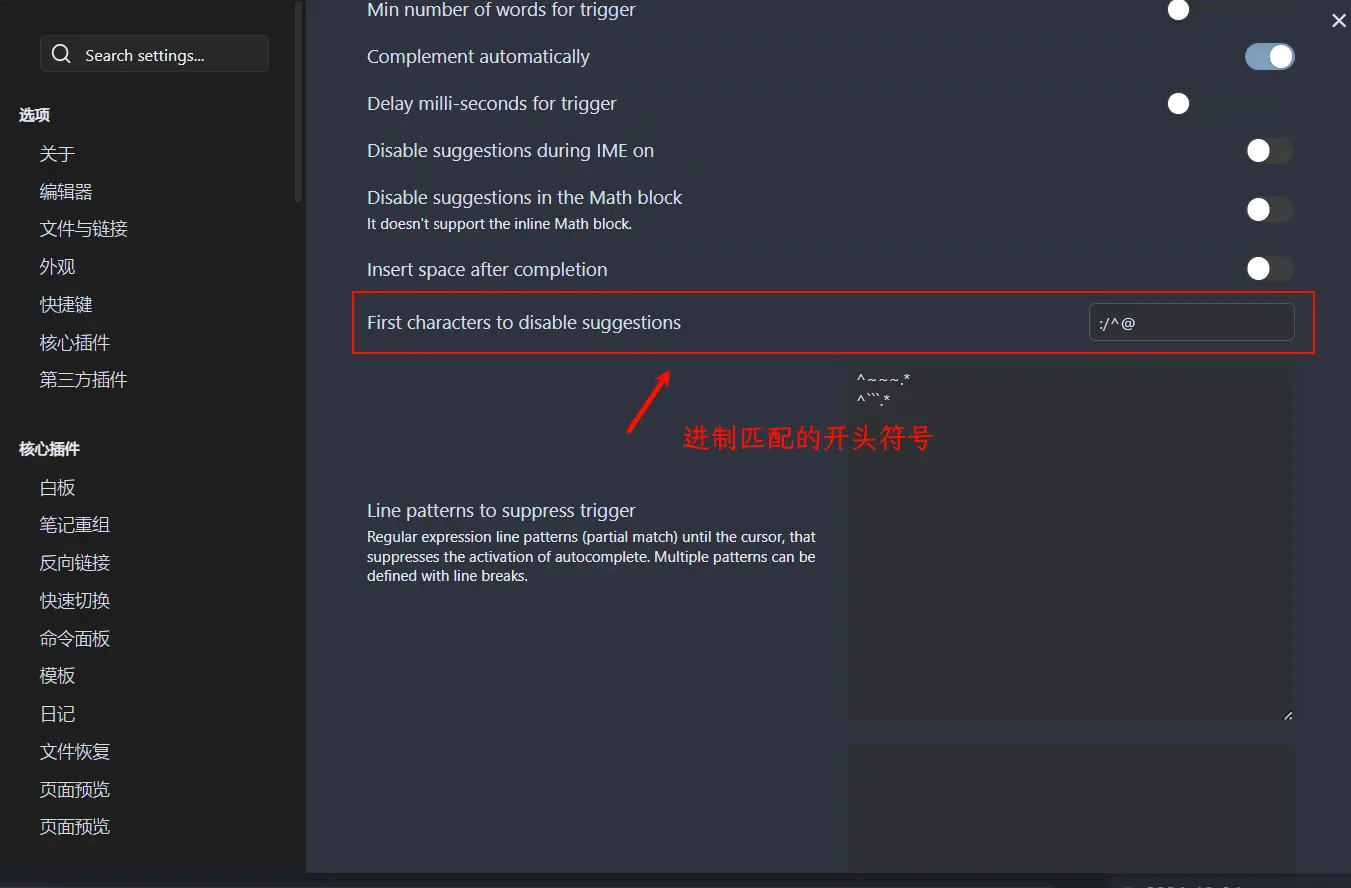 Search settings...
选项
关于
编辑器
文件与链接
外观
快捷键
核心插件
第三方插件
核心插件
白板
笔记重组
反向链接
快速切换
命令面板
模板
日记
文件恢复
页面预览
页面预览
Min number of words for trigger
Complement automatically
Delay milli-seconds for trigger
Disable suggestions during IME on
Disable suggestions in the Math block
It doesn't support the inline Math block.
Insert space after completion
First characters to disable suggestions
:/^@
^~~~.*
^```.*
进制匹配的开头符号
Line patterns to suppress trigger
Regular expression line patterns (partial match) until the cursor, that
suppresses the activation of autocomplete. Multiple patterns can be
defined with line breaks.